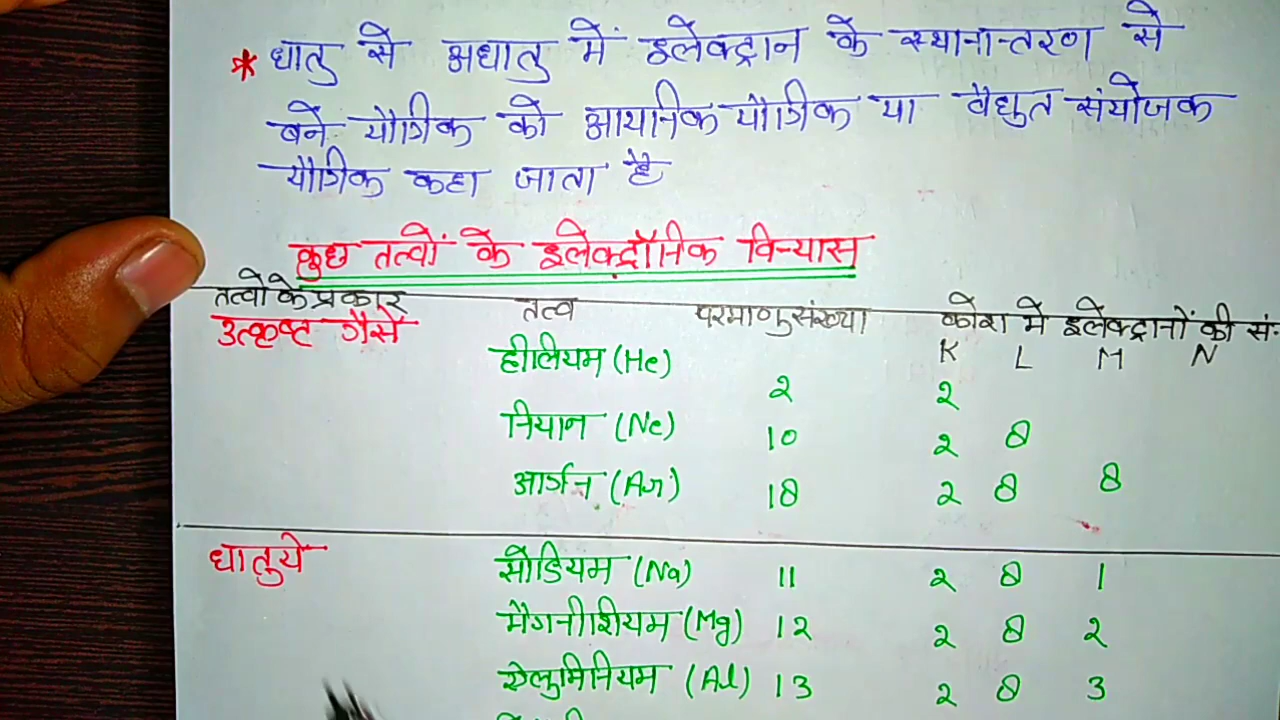 * धातु से अधातु में इलेक्ट्रान के स्थानान्तरण से
बने यौगिक को आयनिक यौगिक या वैद्युत संयोजक
यौगिक कहा जाता है
कुछ तत्वों के इलेक्ट्रॉनिक विन्यास
तत्वो के प्रकार तत्व परमाणु संख्या कोश मे इलेक्ट्रानों की सं.
उत्कृष्ट गैसे K L M N
हीलियम (He) 2 2
नियान (Ne) 10 2 8
आर्गन (Ar) 18 2 8 8
धातुये सोडियम (Na) 11 2 8 1
मैगनीशियम (Mg) 12 2 8 2
एेलुमिनियम (Al) 13 2 8 3